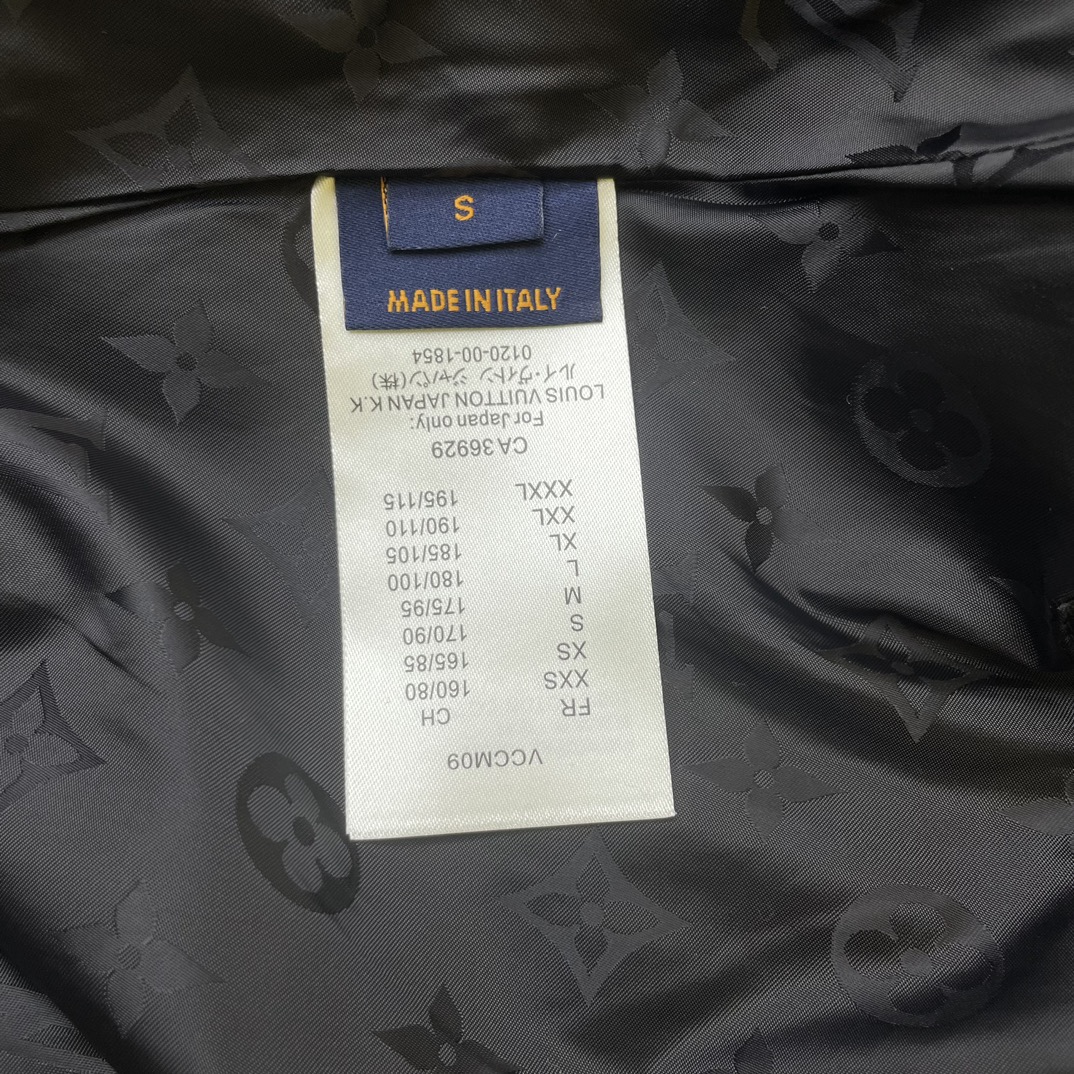 S
MADE IN ITALY
VCCM09
FR CH
XXS 160/80
XS 165/85
S 170/90
M 175/95
L 180/100
XL 185/105
XXL 190/110
XXXL 195/115
CA 36929
For Japan only:
LOUIS VUITTON JAPAN K.K
ルイ・ヴィトン ジャパン(株)
0120-00-1854